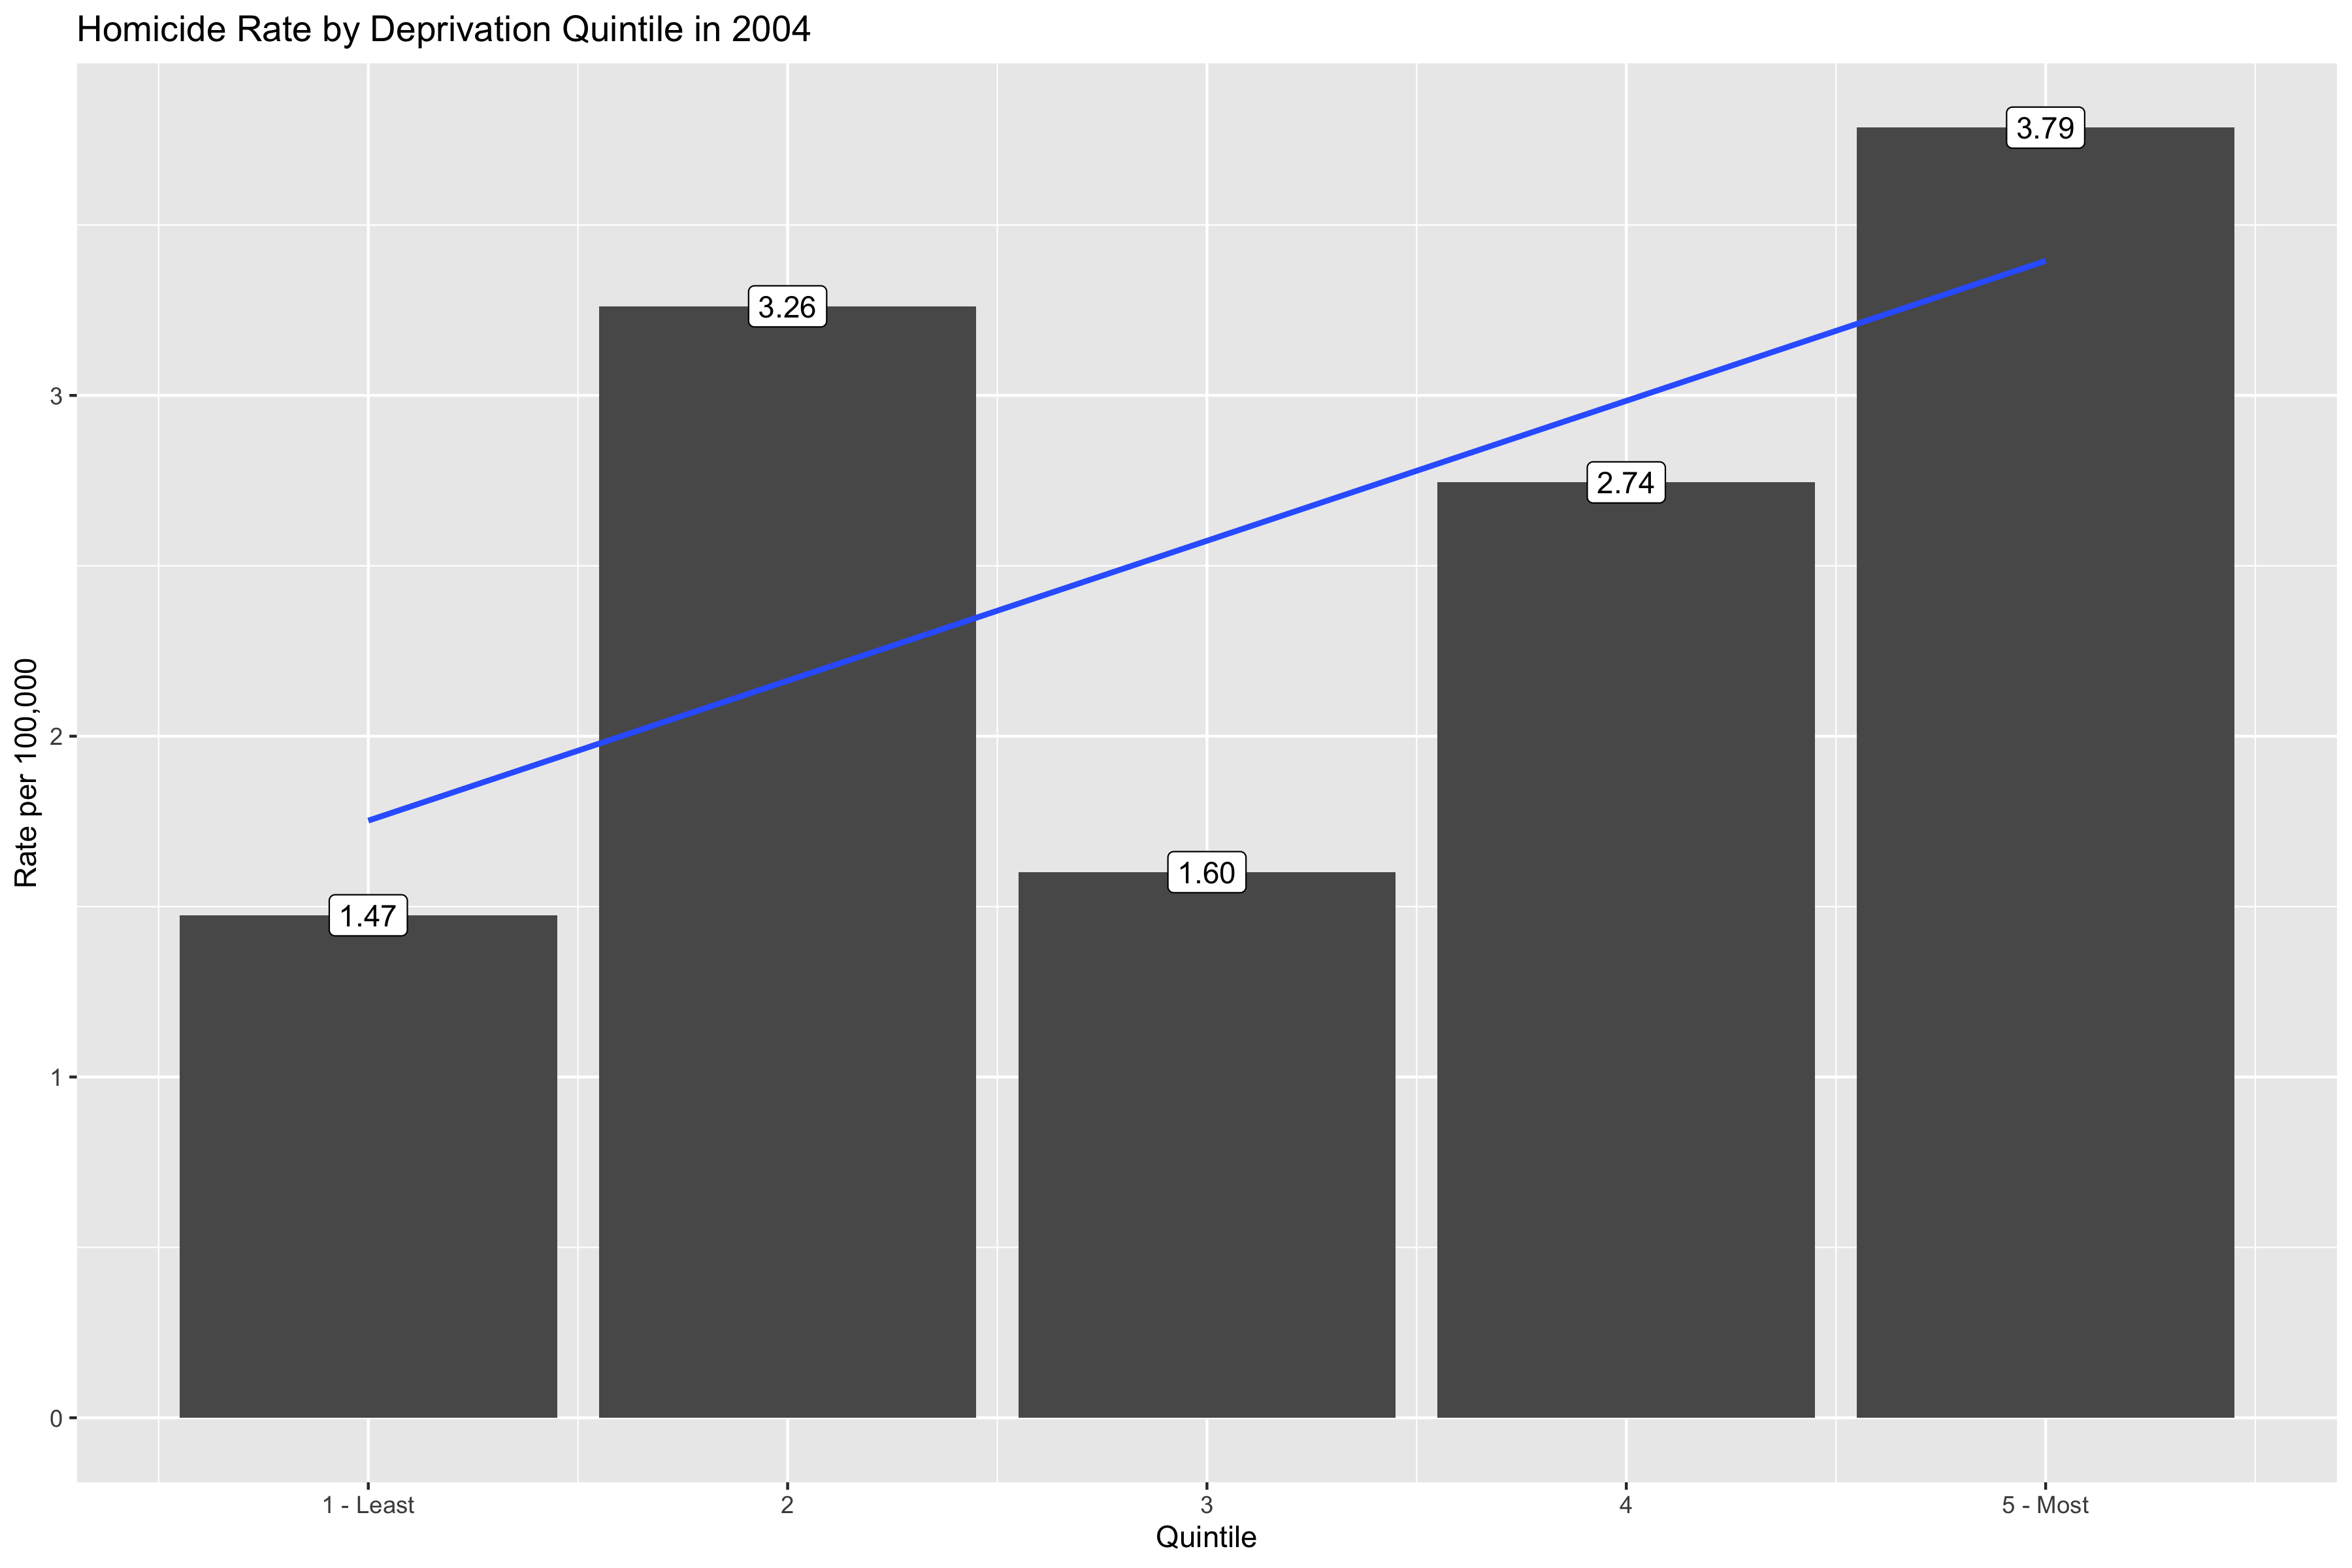 Homicide Rate by Deprivation Quintile in 2004
3.79
3.26
3
2.74
2
1.60
1.47
1
0
Rate per 100,000
1 - Least 2 3 4 5 - Most
Quintile